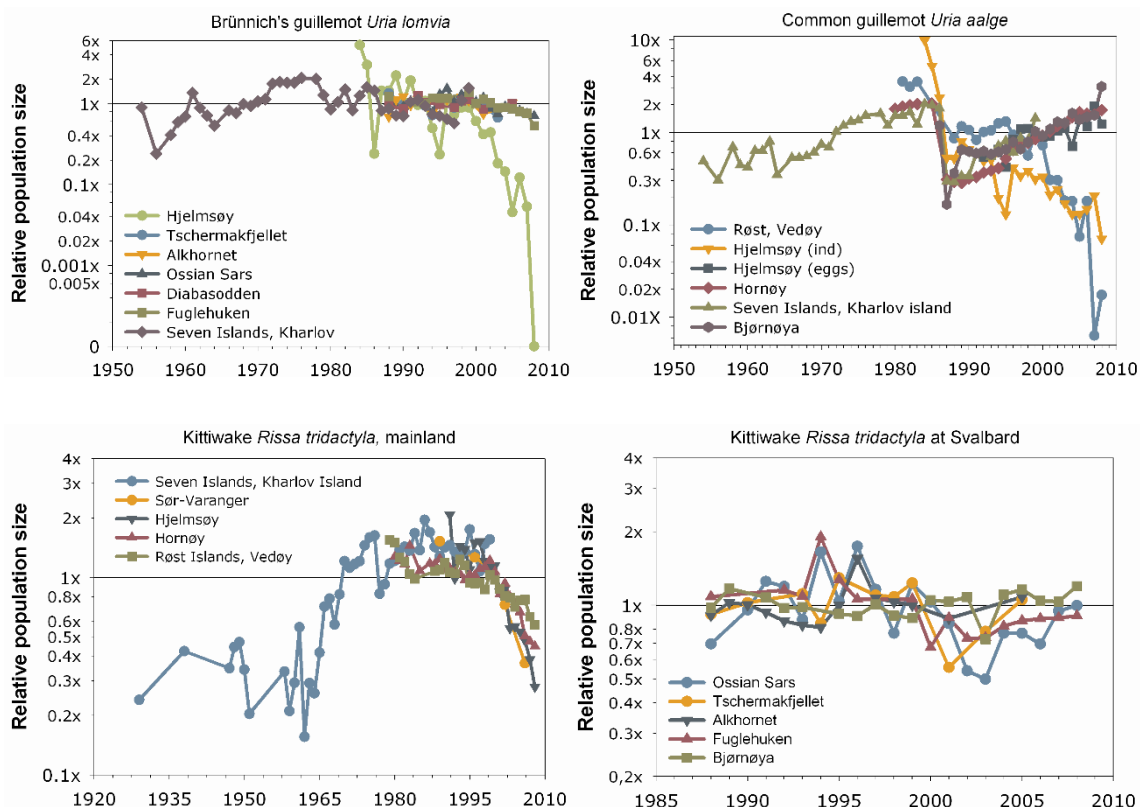 Brünnich's guillemot Uria lomvia
Relative population size
6x
2x
1x
0.4x
0.2x
0.1x
0.04x
0.02x
0.001x
0.005x
0
Hjelmsøy
Tschermakfjellet
Alkhornet
Ossian Sars
Diabasodden
Fuglehuken
Seven Islands, Kharlov
1950 1960 1970 1980 1990 2000 2010
Common guillemot Uria aalge
Relative population size
10x
4x
2x
1x
0.6x
0.3x
0.1x
0.04x
0.02x
0.01x
Røst, Vedøy
Hjelmsøy (ind)
Hjelmsøy (eggs)
Hornøy
Seven Islands, Kharlov island
Bjørnøya
1950 1960 1970 1980 1990 2000 2010
Kittiwake Rissa tridactyla, mainland
Relative population size
4x
3x
2x
1x
0.8x
0.6x
0.5x
0.4x
0.3x
0.2x
0.1x
Seven Islands, Kharlov Island
Sør-Varanger
Hjelmsøy
Hornøy
Røst Islands, Vedøy
1920 1935 1950 1965 1980 1995 2010
Kittiwake Rissa tridactyla at Svalbard
Relative population size
4x
3x
2x
1x
0.8x
0.7x
0.6x
0.5x
0.4x
0.3x
0,2x
Ossian Sars
Tschermakfjellet
Alkhornet
Fuglehuken
Bjørnøya
1985 1990 1995 2000 2005 2010